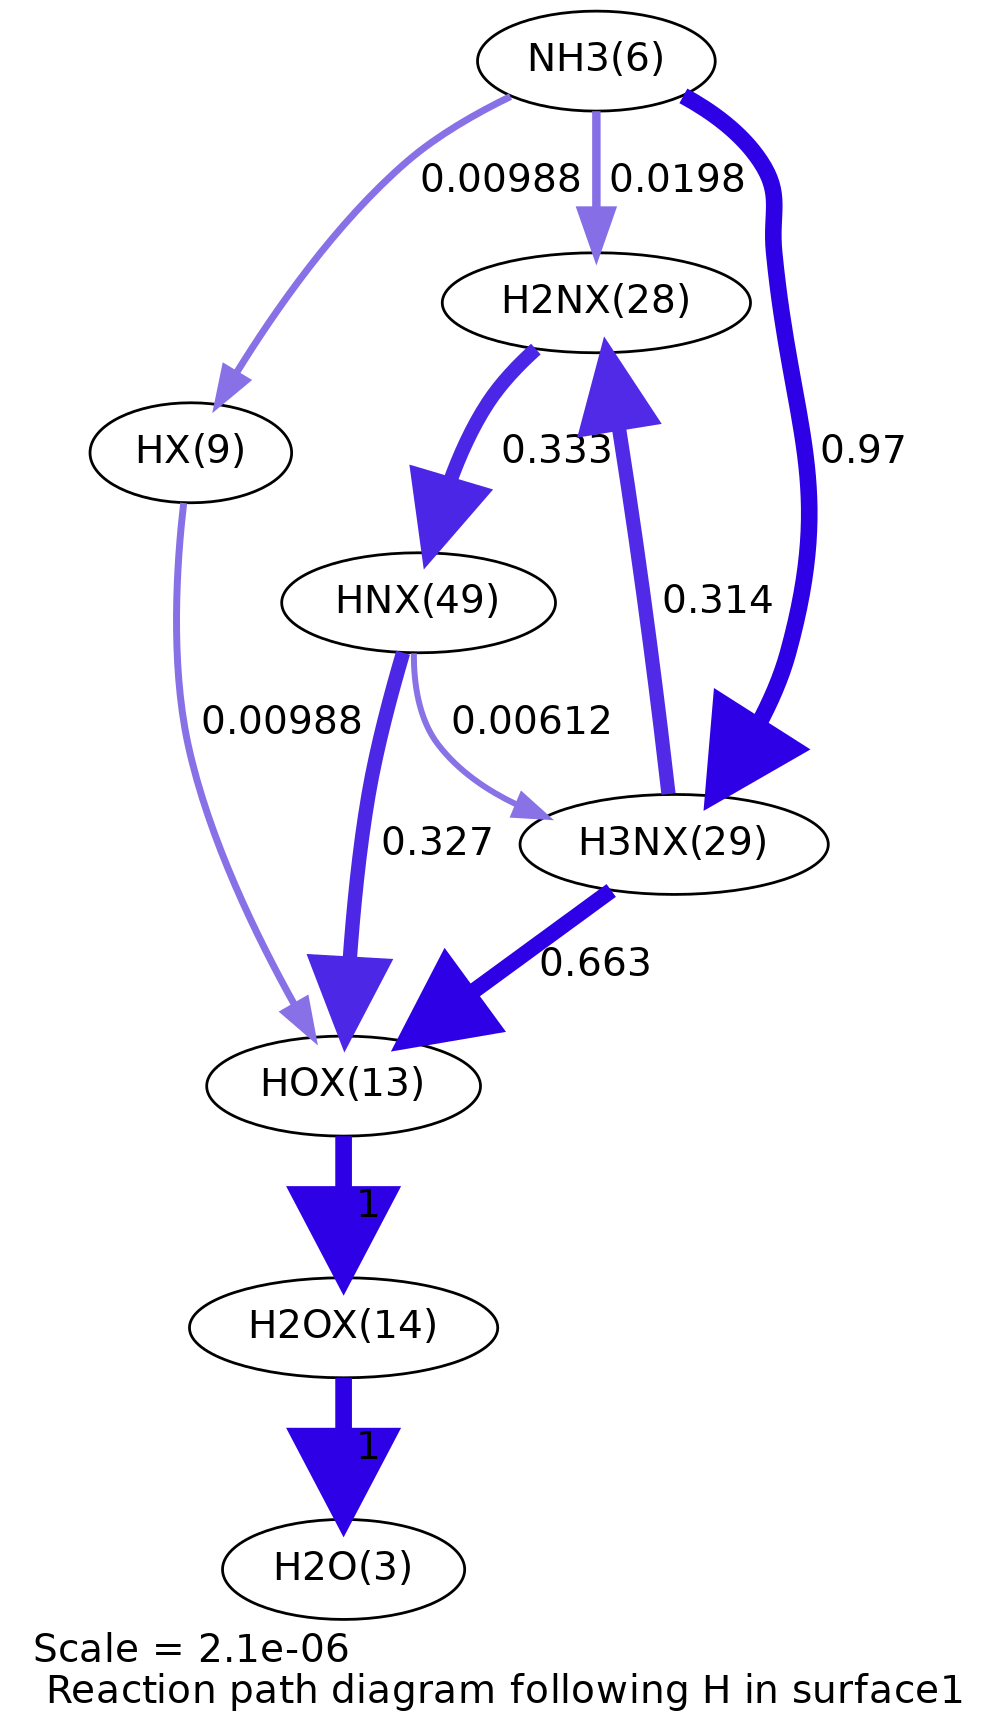 NH3(6)
0.00988
0.0198
H2NX(28)
HX(9)
0.333
0.97
HNX(49)
0.314
0.00988
0.00612
0.327
H3NX(29)
0.663
HOX(13)
1
H2OX(14)
1
H2O(3)
Scale = 2.1e-06
Reaction path diagram following H in surface1